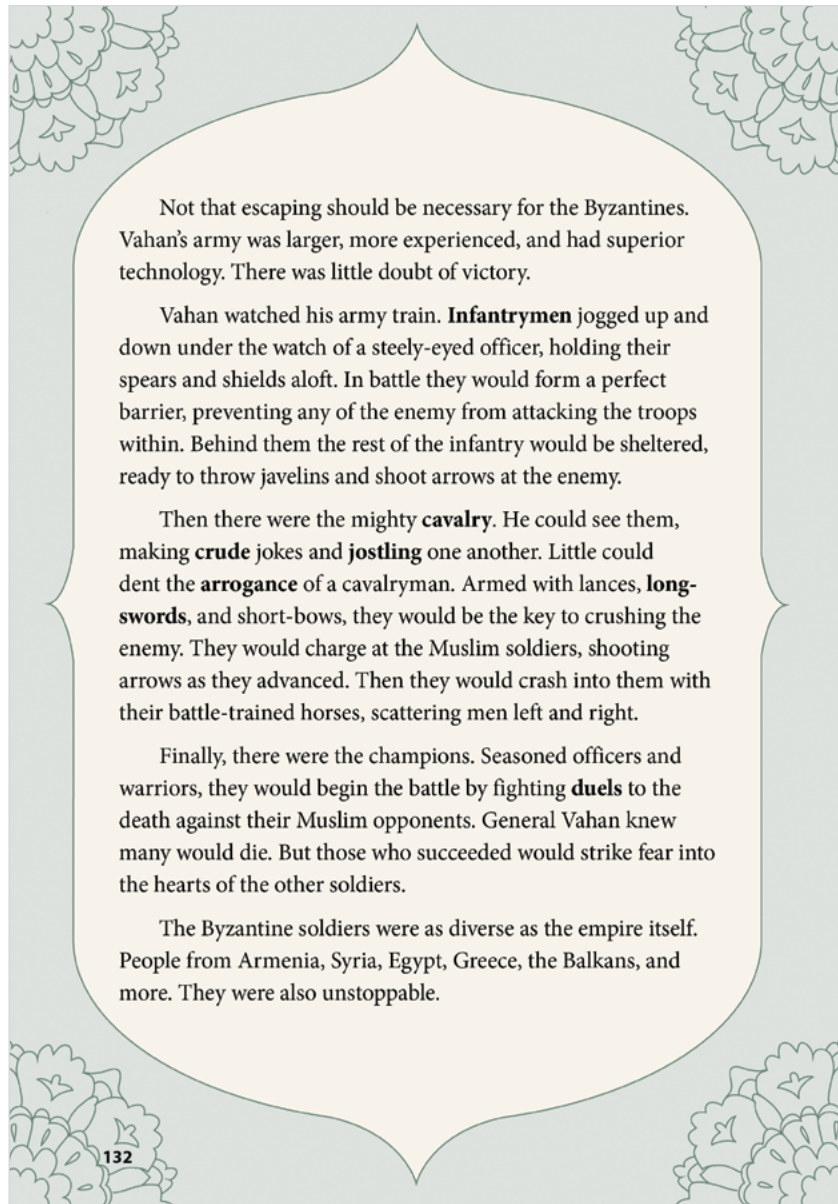 Not that escaping should be necessary for the Byzantines.
Vahan's army was larger, more experienced, and had superior
technology. There was little doubt of victory.
Vahan watched his army train. Infantrymen jogged up and
down under the watch of a steely-eyed officer, holding their
spears and shields aloft. In battle they would form a perfect
barrier, preventing any of the enemy from attacking the troops
within. Behind them the rest of the infantry would be sheltered,
ready to throw javelins and shoot arrows at the enemy.
Then there were the mighty cavalry. He could see them,
making crude jokes and jostling one another. Little could
dent the arrogance of a cavalryman. Armed with lances, long-
swords, and short-bows, they would be the key to crushing the
enemy. They would charge at the Muslim soldiers, shooting
arrows as they advanced. Then they would crash into them with
their battle-trained horses, scattering men left and right.
Finally, there were the champions. Seasoned officers and
warriors, they would begin the battle by fighting duels to the
death against their Muslim opponents. General Vahan knew
many would die. But those who succeeded would strike fear into
the hearts of the other soldiers.
The Byzantine soldiers were as diverse as the empire itself.
People from Armenia, Syria, Egypt, Greece, the Balkans, and
more. They were also unstoppable.
132